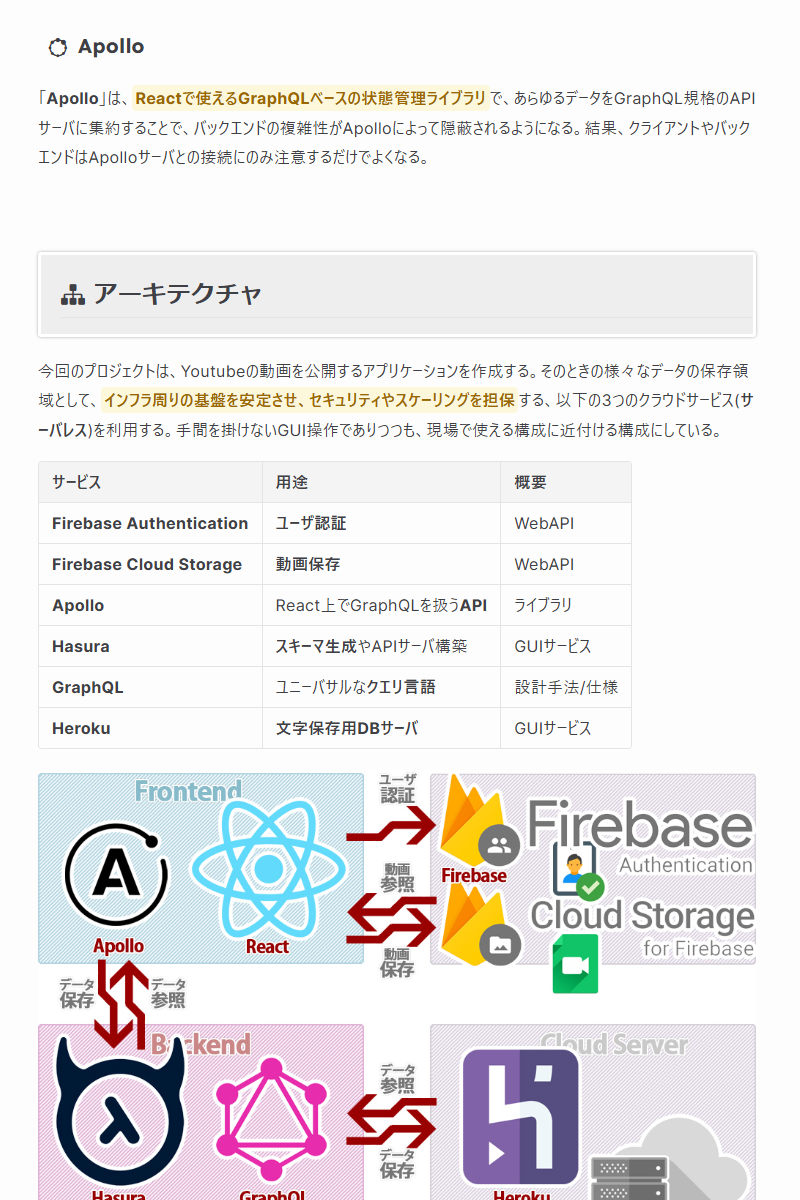 Apollo
「Apollo」は、Reactで使えるGraphQLベースの状態管理ライブラリで、あらゆるデータをGraphQL規格のAPI
サーバに集約することで、バックエンドの複雑性がApolloによって隠蔽されるようになる。結果、クライアントやバック
エンドはApolloサーバとの接続にのみ注意するだけでよくなる。
アーキテクチャ
今回のプロジェクトは、Youtubeの動画を公開するアプリケーションを作成する。そのときの様々なデータの保存領
域として、インフラ周りの基盤を安定させ、セキュリティやスケーリングを担保する、以下の3つのクラウドサービス(サ
ーバレス)を利用する。手間を掛けないGUI操作でありつつも、現場で使える構成に近付ける構成にしている。
サービス 用途 概要
Firebase Authentication ユーザ認証 WebAPI
Firebase Cloud Storage 動画保存 WebAPI
Apollo React上でGraphQLを扱うAPI ライブラリ
Hasura スキーマ生成やAPIサーバ構築 GUIサービス
GraphQL ユニーバサルなクエリ言語 設計手法/仕様
Heroku 文字保存用DBサーバ GUIサービス
Frontend
Apollo
React
ユーザ
認証
動画
参照
動画
保存
Firebase
Firebase
Authentication
Cloud Storage
for Firebase
データ
保存
データ
参照
Backend
Hasura
GraphQL
データ
参照
データ
保存
Cloud Server
Heroku